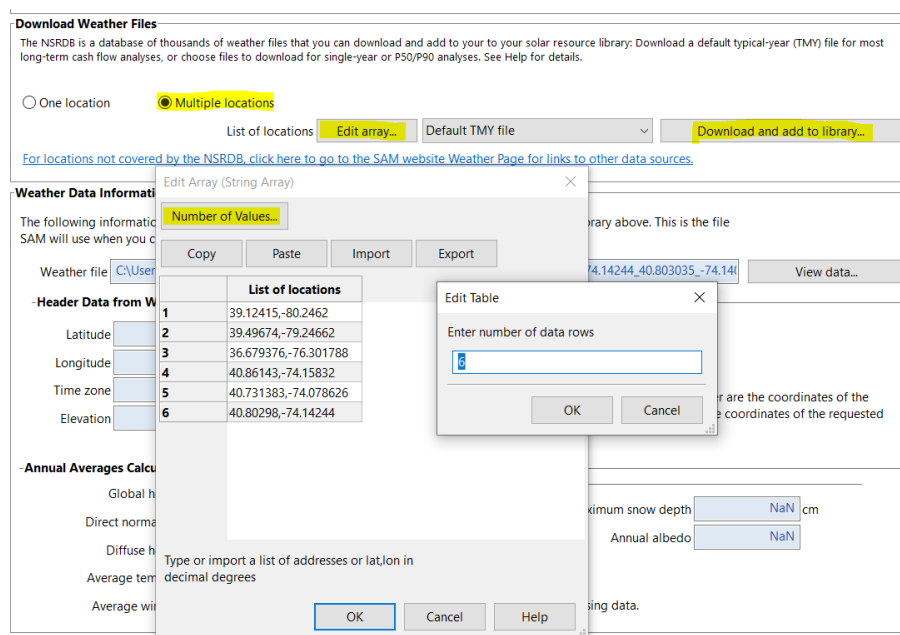 Download Weather Files
The NSRDB is a database of thousands of weather files that you can download and add to your to your solar resource library: Download a default typical-year (TMY) file for most
long-term cash flow analyses, or choose files to download for single-year or P50/P90 analyses. See Help for details.
One location
Multiple locations
List of locations
Edit array...
Default TMY file
Download and add to library...
For locations not covered by the NSRDB, click here to go to the SAM website Weather Page for links to other data sources.
Weather Data Informati
The following informatic
rary above. This is the file
SAM will use when you c
Weather file
C:\User
74.14244_40.803035_-74.14(
View data...
-Header Data from W
Latitude
Longitude
Time zone
Elevation
r are the coordinates of the
e coordinates of the requested
-Annual Averages Calcu
Global h
Direct norma
Diffuse h
Average tem
Average wi
ximum snow depth
NaN
cm
Annual albedo
NaN
sing data.
Edit Array (String Array)
Number of Values...
Copy
Paste
Import
Export
List of locations
1 39.12415,-80.2462
2 39.49674,-79.24662
3 36.679376,-76.301788
4 40.86143,-74.15832
5 40.731383,-74.078626
6 40.80298,-74.14244
Type or import a list of addresses or lat,lon in
decimal degrees
OK
Cancel
Help
Edit Table
Enter number of data rows
6
OK
Cancel